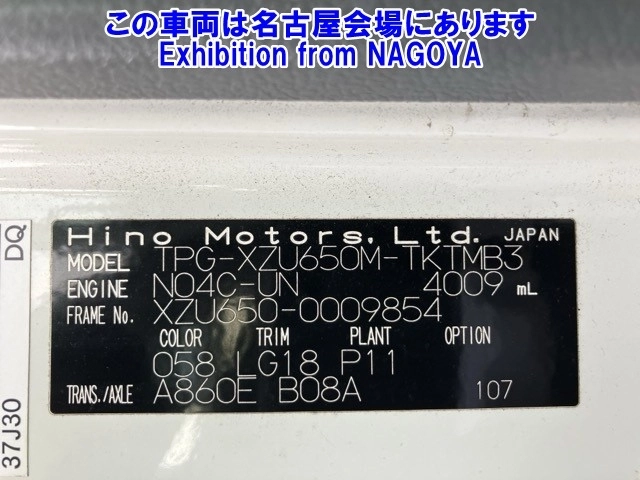 この車両は名古屋会場にあります
Exhibition from NAGOYA
DQ
37J30
Hino Motors, Ltd. JAPAN
MODEL TPG-XZU650M-TKTMB3
ENGINE N04C-UN 4009 mL
FRAME No. XZU650-0009854
COLOR TRIM PLANT OPTION
058 LG18 P11
TRANS./AXLE A860E B08A 107